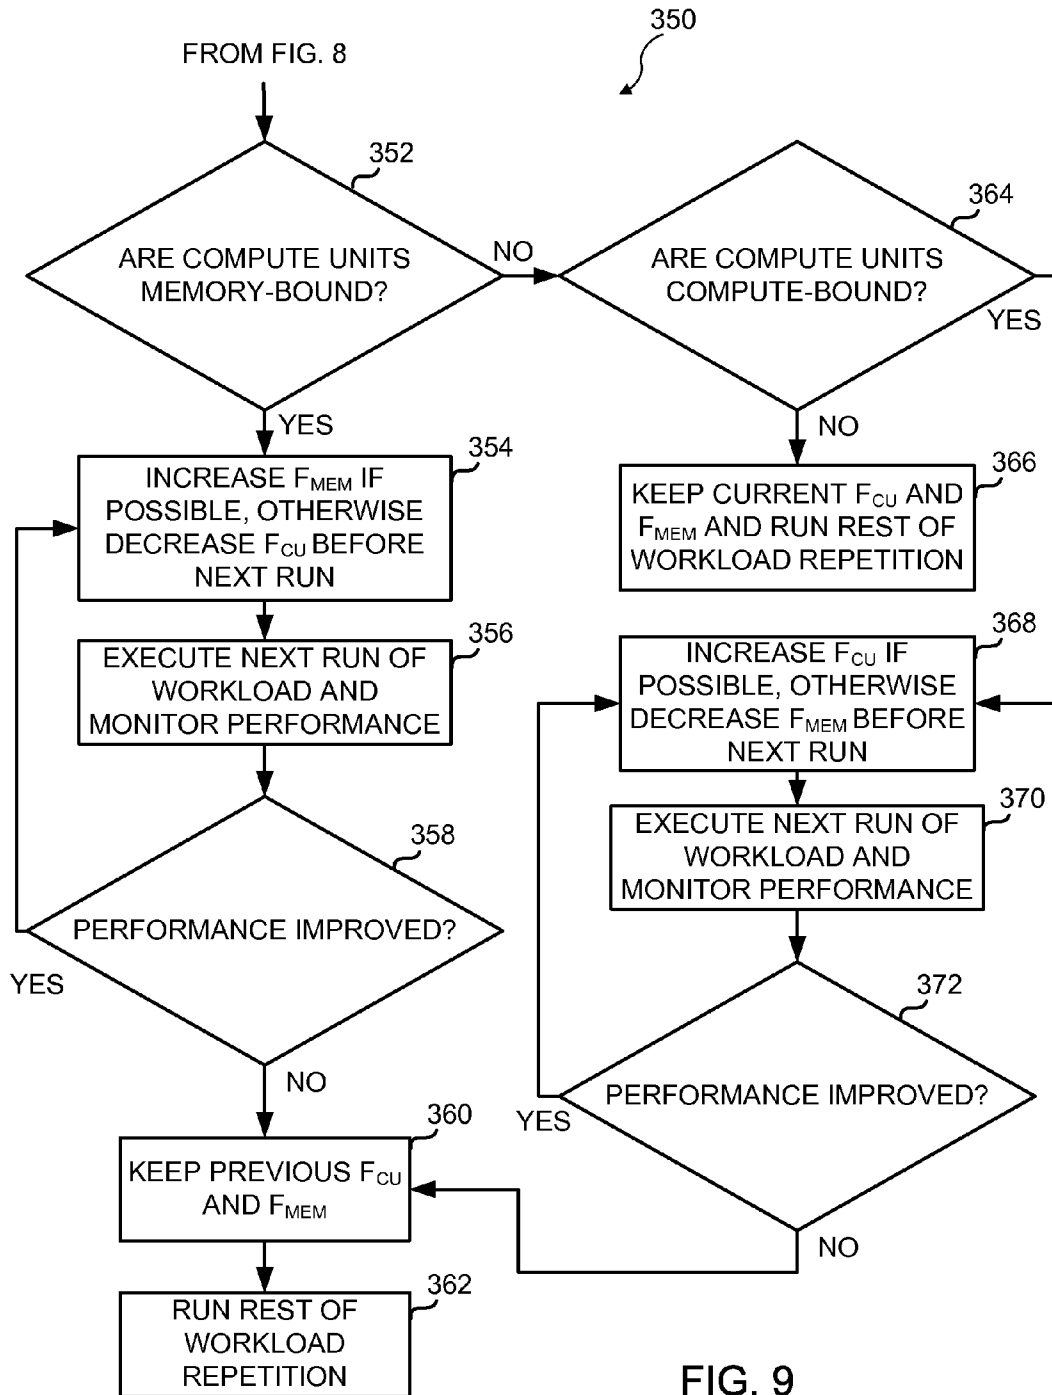 FROM FIG. 8
350
352
ARE COMPUTE UNITS
MEMORY-BOUND?
NO
364
ARE COMPUTE UNITS
COMPUTE-BOUND?
YES
YES
NO
354
INCREASE FMEM IF
POSSIBLE, OTHERWISE
DECREASE FCU BEFORE
NEXT RUN
366
KEEP CURRENT FCU AND
FMEM AND RUN REST OF
WORKLOAD REPETITION
356
EXECUTE NEXT RUN OF
WORKLOAD AND
MONITOR PERFORMANCE
368
INCREASE FCU IF
POSSIBLE, OTHERWISE
DECREASE FMEM BEFORE
NEXT RUN
358
PERFORMANCE IMPROVED?
YES
NO
370
EXECUTE NEXT RUN OF
WORKLOAD AND
MONITOR PERFORMANCE
372
PERFORMANCE IMPROVED?
YES
NO
360
KEEP PREVIOUS FCU
AND FMEM
362
RUN REST OF
WORKLOAD
REPETITION
FIG. 9